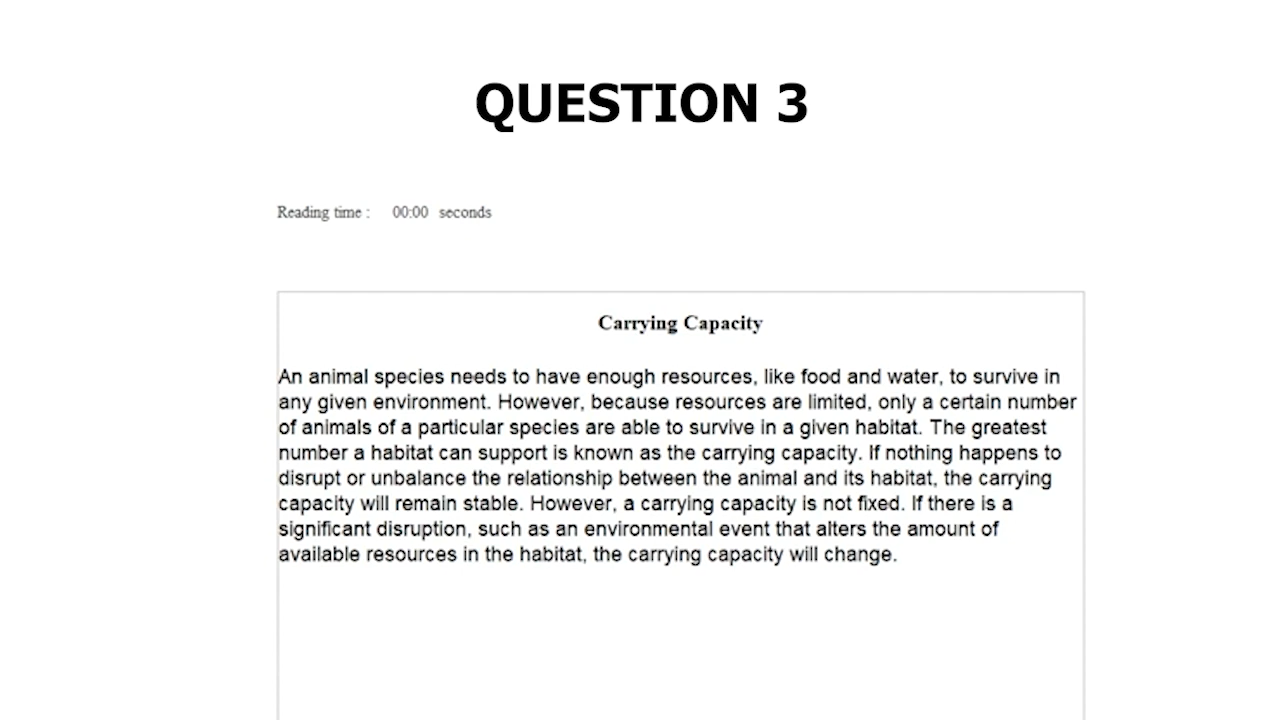 QUESTION 3
Reading time : 00:00 seconds
Carrying Capacity
An animal species needs to have enough resources, like food and water, to survive in
any given environment. However, because resources are limited, only a certain number
of animals of a particular species are able to survive in a given habitat. The greatest
number a habitat can support is known as the carrying capacity. If nothing happens to
disrupt or unbalance the relationship between the animal and its habitat, the carrying
capacity will remain stable. However, a carrying capacity is not fixed. If there is a
significant disruption, such as an environmental event that alters the amount of
available resources in the habitat, the carrying capacity will change.